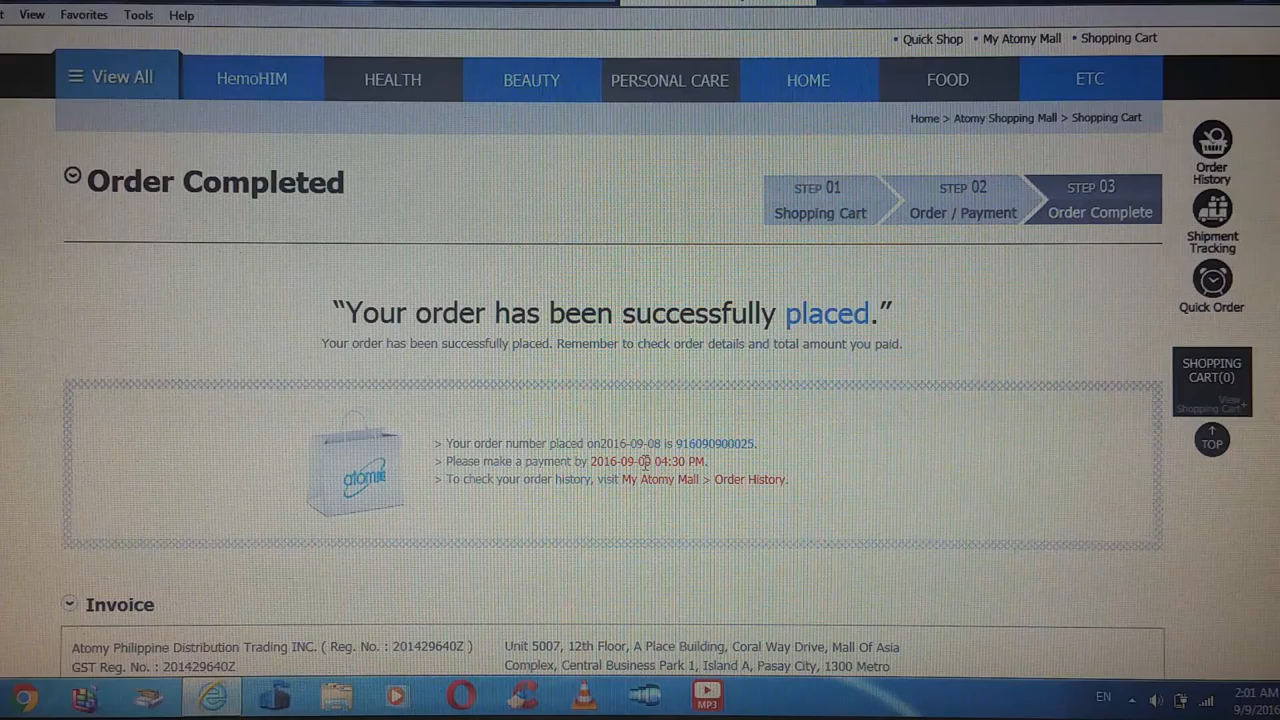 View Favorites Tools Help
• Quick Shop • My Atomy Mall • Shopping Cart
View All HemoHIM HEALTH BEAUTY PERSONAL CARE HOME FOOD ETC
Home > Atomy Shopping Mall > Shopping Cart
Order History
Order Completed
STEP 01 STEP 02 STEP 03
Shopping Cart Order / Payment Order Complete
Shipment Tracking
Quick Order
“Your order has been successfully placed.”
Your order has been successfully placed. Remember to check order details and total amount you paid.
SHOPPING
CART(0)
View
Shopping Cart+
TOP
> Your order number placed on2016-09-08 is 916090900025.
> Please make a payment by 2016-09-09 04:30 PM.
> To check your order history, visit My Atomy Mall > Order History.
Invoice
Atomy Philippine Distribution Trading INC. ( Reg. No. : 201429640Z ) Unit 5007, 12th Floor, A Place Building, Coral Way Drive, Mall Of Asia
GST Reg. No. : 201429640Z Complex, Central Business Park 1, Island A, Pasay City, 1300 Metro
MP3
EN 2:01 AM
9/9/2016